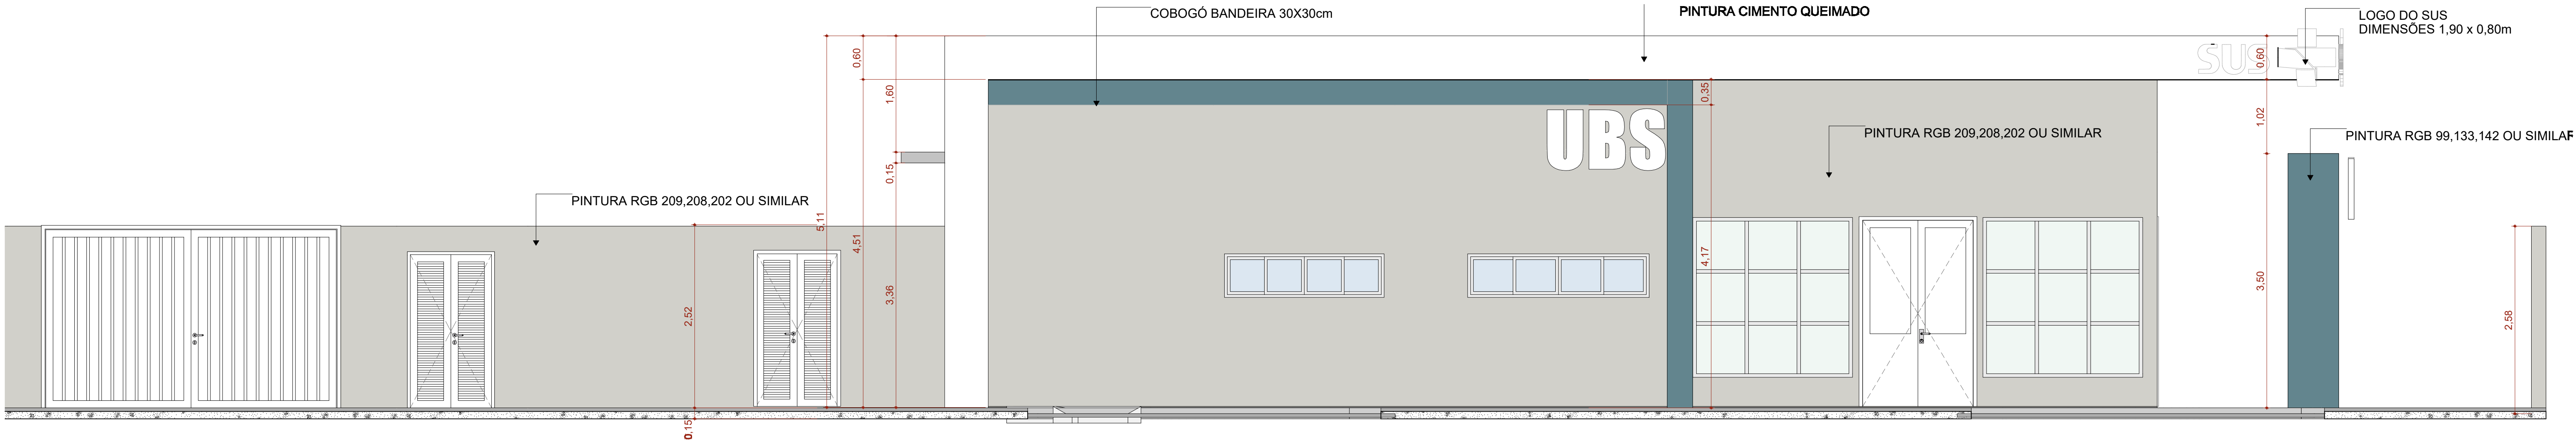 COBOGÓ BANDEIRA 30X30cm
PINTURA CIMENTO QUEIMADO
LOGO DO SUS
DIMENSÕES 1,90 x 0,80m
SUS
UBS
PINTURA RGB 209,208,202 OU SIMILAR
PINTURA RGB 209,208,202 OU SIMILAR
PINTURA RGB 99,133,142 OU SIMILAR
0,60
1,60
0,15
5,11
4,51
3,36
2,52
0,15
0,35
4,17
0,60
1,02
3,50
2,58